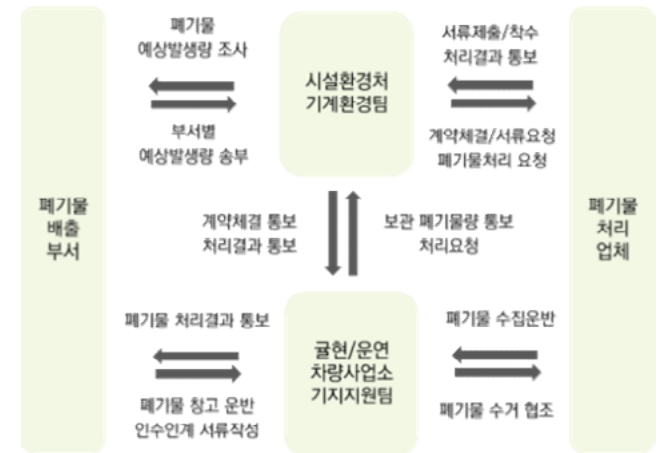 폐기물
예상발생량 조사
부서별
예상발생량 송부
시설환경처
기계환경팀
서류제출/착수
처리결과 통보
계약체결/서류요청
폐기물처리 요청
폐기물
배출
부서
계약체결 통보
처리결과 통보
보관 폐기물량 통보
처리요청
폐기물
처리
업체
폐기물 처리결과 통보
폐기물 창고 운반
인수인계 서류작성
귤현/운연
차량사업소
기지지원팀
폐기물 수집운반
폐기물 수거 협조